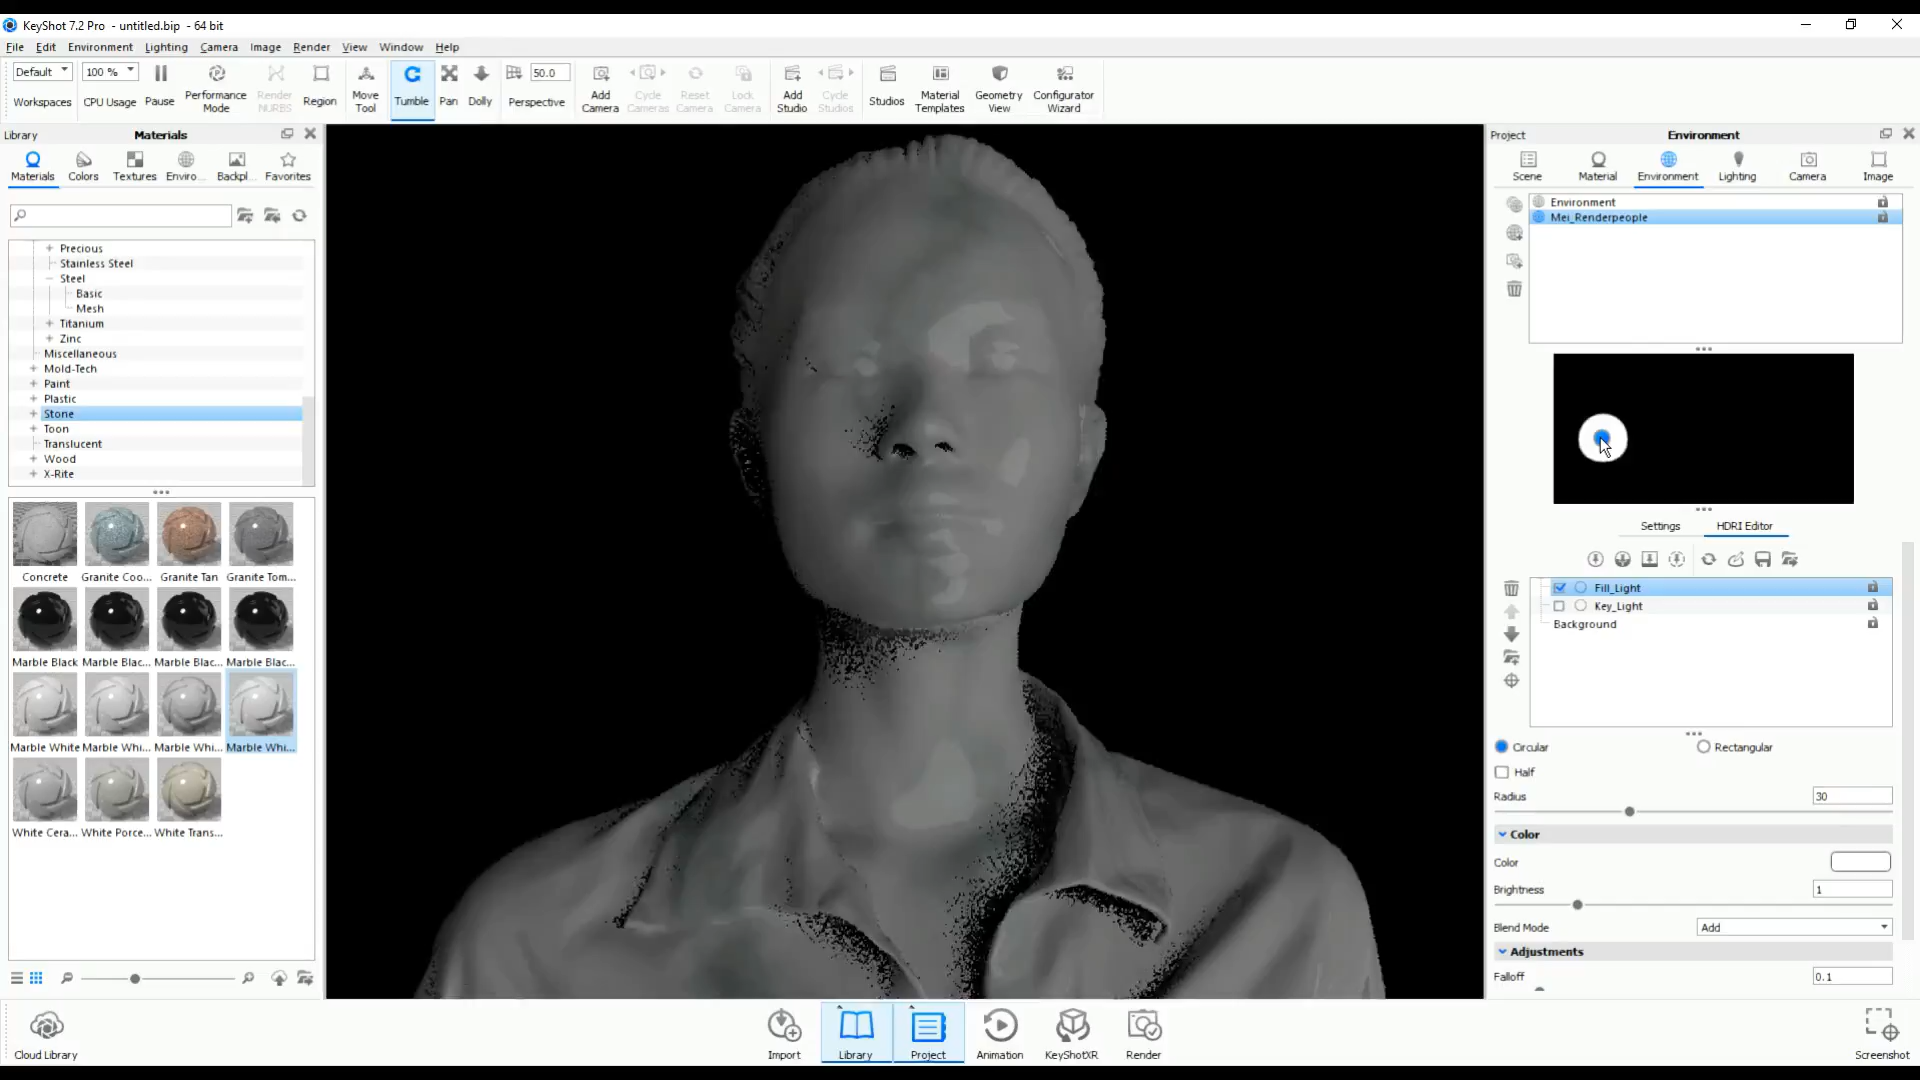 KeyShot 7.2 Pro - untitled.bip - 64 bit
File Edit Environment Lighting Camera Image Render View Window Help
Default 100 % 50.0
Workspaces CPU Usage Pause Performance Mode Render NURBS Region Move Tool Tumble Pan Dolly Perspective Add Camera Cycle Cameras Reset Camera Lock Camera Add Studio Cycle Studios Studios Material Templates Geometry View Configurator Wizard
Library Materials
Materials Colors Textures Enviro... Backpl... Favorites
Precious
Stainless Steel
Steel
Basic
Mesh
Titanium
Zinc
Miscellaneous
Mold-Tech
Paint
Plastic
Stone
Toon
Translucent
Wood
X-Rite
Concrete Granite Coo... Granite Tan Granite Tom...
Marble Black Marble Blac... Marble Blac... Marble Blac...
Marble White Marble Whi... Marble Whi... Marble Whi...
White Cera... White Porce... White Trans...
Project Environment
Scene Material Environment Lighting Camera Image
Environment
Mei_Renderpeople
Settings HDRI Editor
Fill_Light
Key_Light
Background
Circular Rectangular
Half
Radius 30
Color
Color
Brightness 1
Blend Mode Add
Adjustments
Falloff 0.1
Cloud Library Import Library Project Animation KeyShotXR Render Screenshot